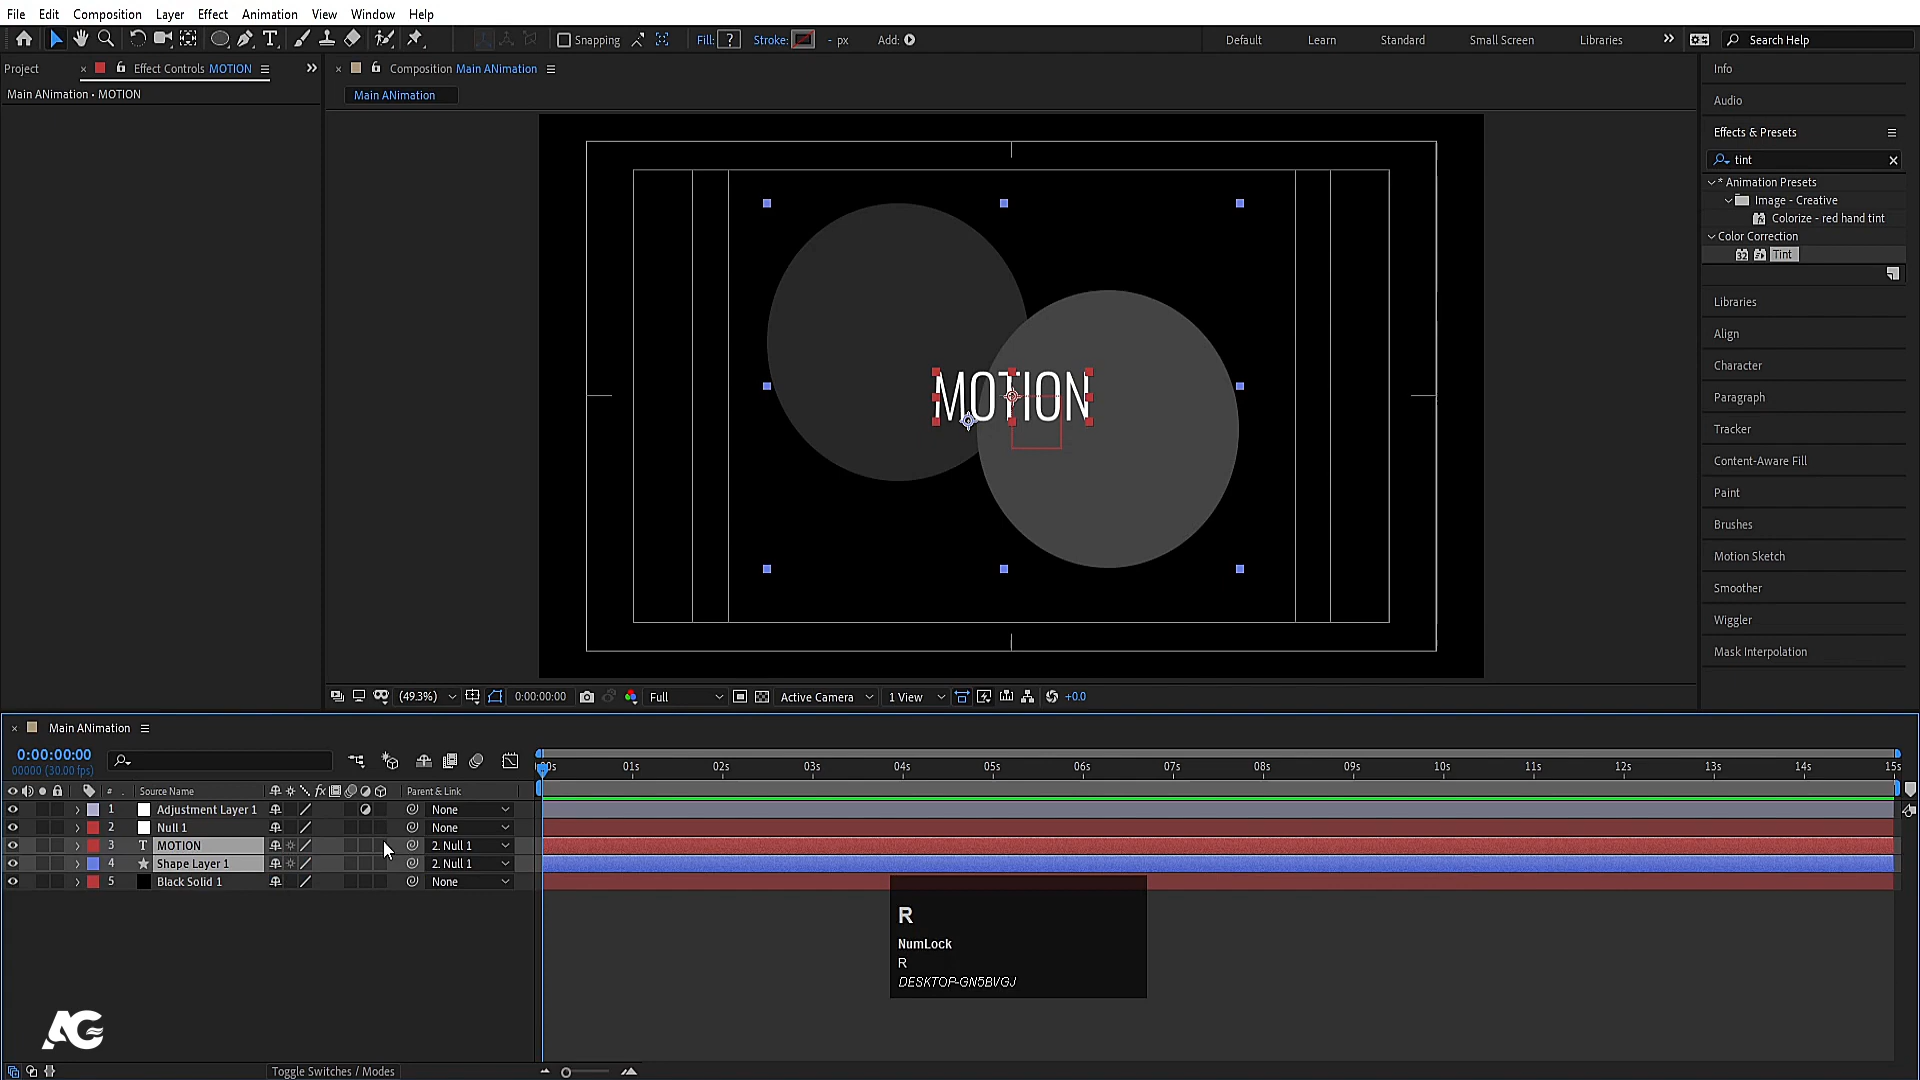 File Edit Composition Layer Effect Animation View Window Help
Snapping Fill: ? Stroke: - px Add: Default Learn Standard Small Screen Libraries Search Help
Project Effect Controls MOTION Composition Main ANimation
Main ANimation • MOTION
Main ANimation
MOTION
Info
Audio
Effects & Presets
tint
* Animation Presets
Image - Creative
Colorize - red hand tint
Color Correction
32 Tint
Libraries
Align
Character
Paragraph
Tracker
Content-Aware Fill
Paint
Brushes
Motion Sketch
Smoother
Wiggler
Mask Interpolation
(49.3%) 0:00:00:00 Full Active Camera 1 View +0.0
Main ANimation
0:00:00:00
00000 (30.00 fps)
01s 02s 03s 04s 05s 06s 07s 08s 09s 10s 11s 12s 13s 14s 15s
# Source Name fx Parent & Link
1 Adjustment Layer 1 None
2 Null 1 None
3 T MOTION 2. Null 1
4 Shape Layer 1 2. Null 1
5 Black Solid 1 None
R
NumLock
R
DESKTOP-GN5BVGJ
AG
Toggle Switches / Modes